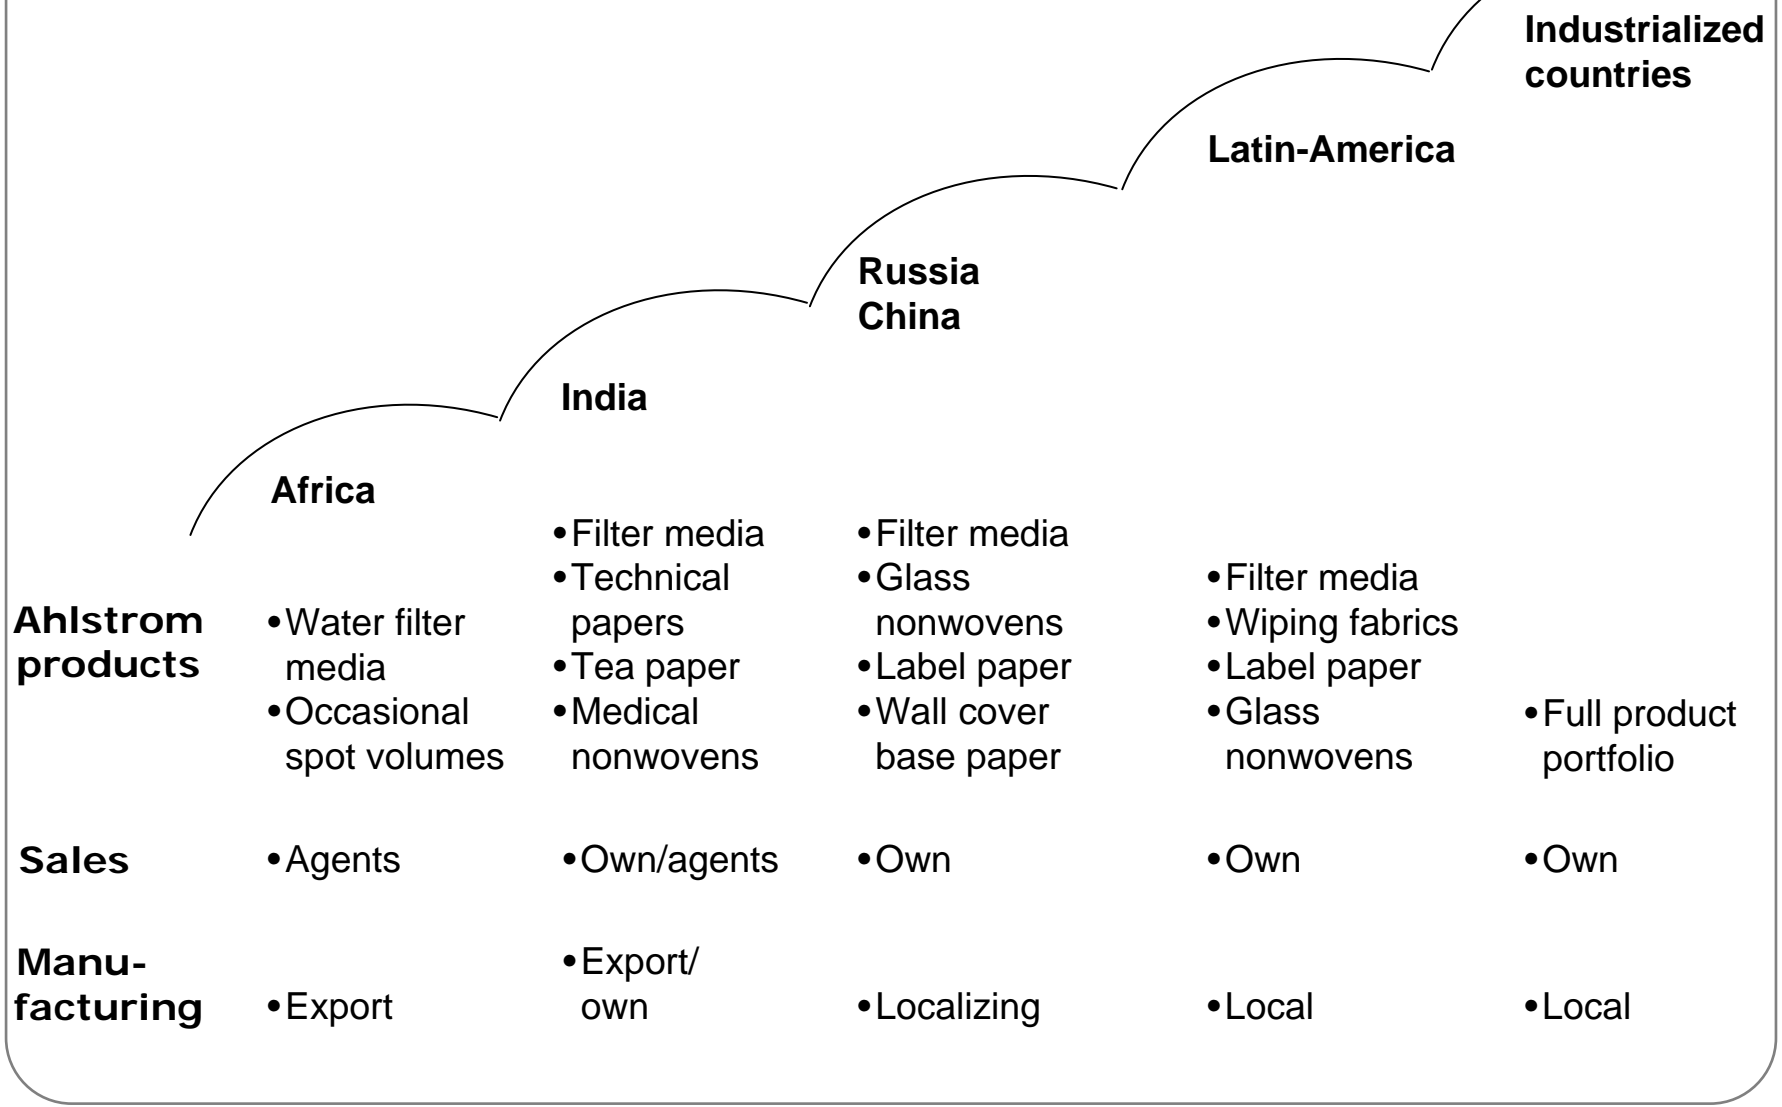 Industrialized
countries
Latin-America
Russia
China
India
Africa
Ahlstrom
products
•Water filter
media
•Occasional
spot volumes
•Filter media
•Technical
papers
•Tea paper
•Medical
nonwovens
•Filter media
•Glass
nonwovens
•Label paper
•Wall cover
base paper
•Filter media
•Wiping fabrics
•Label paper
•Glass
nonwovens
•Full product
portfolio
Sales
•Agents
•Own/agents
•Own
•Own
•Own
Manu-
facturing
•Export
•Export/
own
•Localizing
•Local
•Local